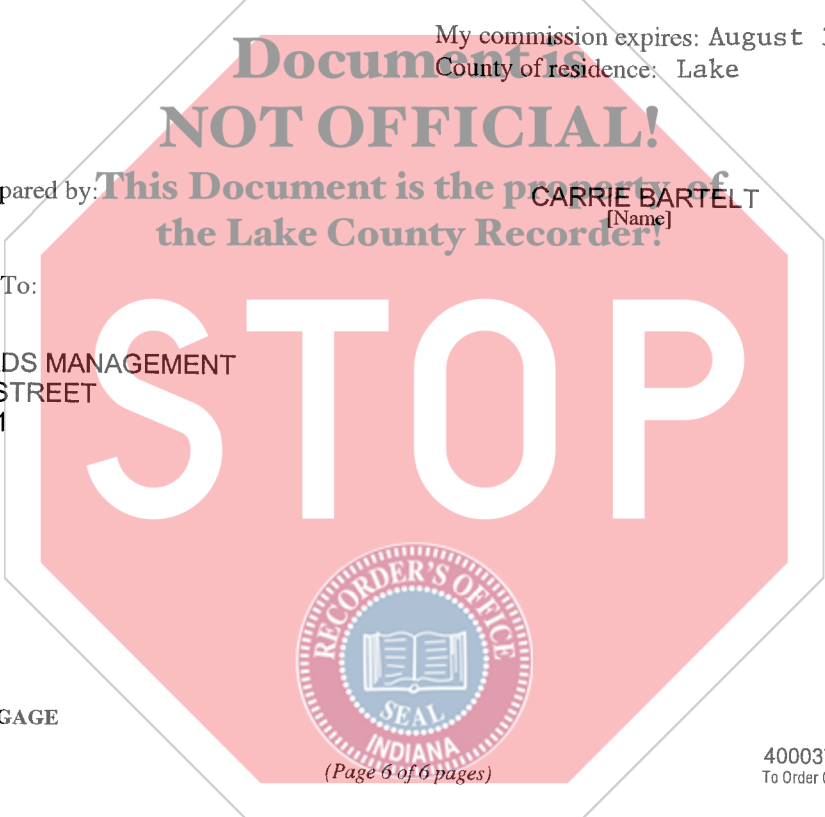 My commission expires: August
County of residence: Lake
Document is
NOT OFFICIAL!
This Document is the property of
the Lake County Recorder!
pared by:
CARRIE BARTELT
[Name]
To:
DS MANAGEMENT
STREET
1
STOP
RECORDER'S OFFICE
SEAL
INDIANA
GAGE
(Page 6 of 6 pages)
40003
To Order